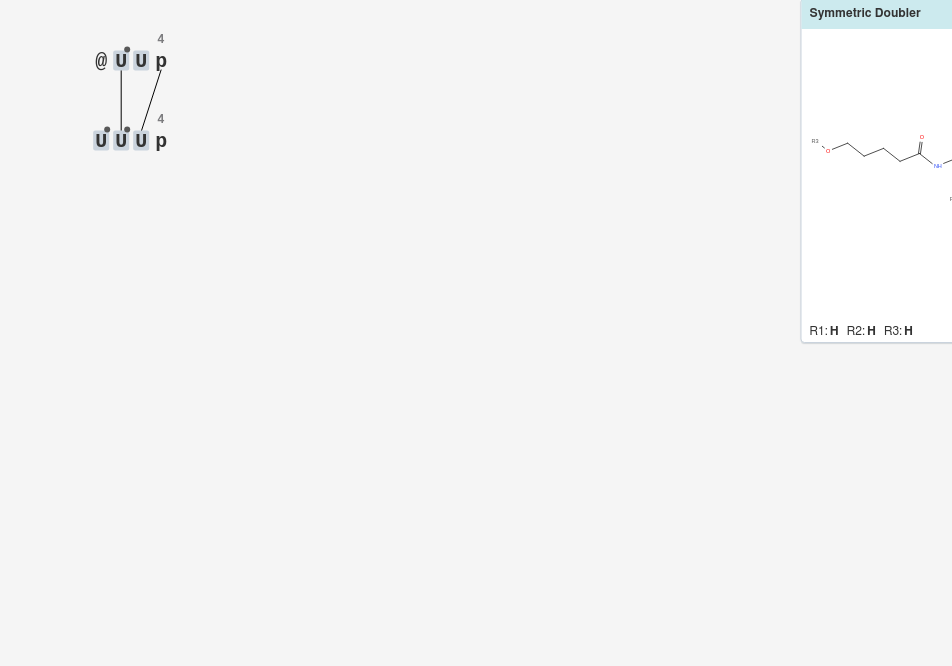 Symmetric Doubler
4
@ U U p
4
U U U p
R3
O
O
NH
R1: H R2: H R3: H